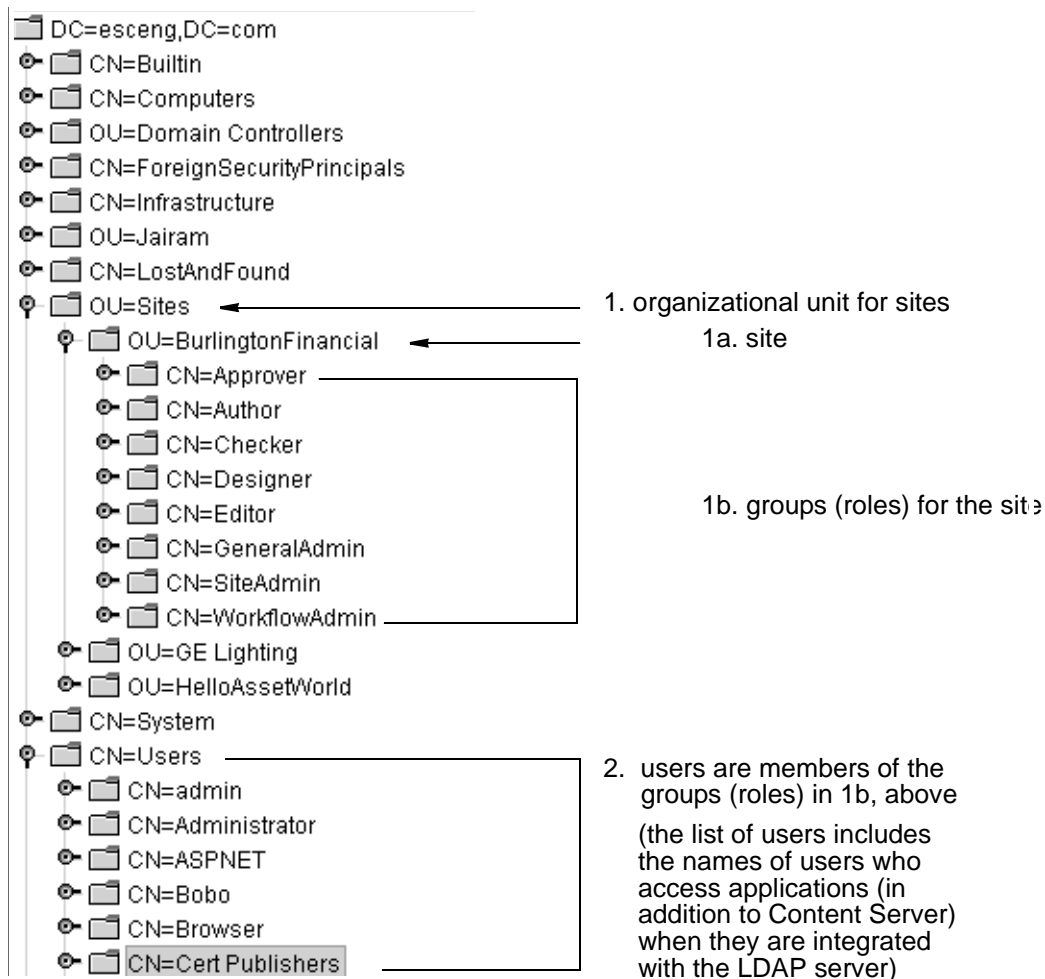 DC=esceng,DC=com
CN=Builtin
CN=Computers
OU=Domain Controllers
CN=ForeignSecurityPrincipals
CN=Infrastructure
OU=Jairam
CN=LostAndFound
OU=Sites
1. organizational unit for sites
OU=BurlingtonFinancial
1a. site
CN=Approver
CN=Author
CN=Checker
CN=Designer
CN=Editor
1b. groups (roles) for the site
CN=GeneralAdmin
CN=SiteAdmin
CN=WorkflowAdmin
OU=GE Lighting
OU=HelloAssetWorld
CN=System
CN=Users
CN=admin
CN=Administrator
CN=ASPNET
CN=Bobo
CN=Browser
CN=Cert Publishers
2. users are members of the
groups (roles) in 1b, above
(the list of users includes
the names of users who
access applications (in
addition to Content Server)
when they are integrated
with the LDAP server)